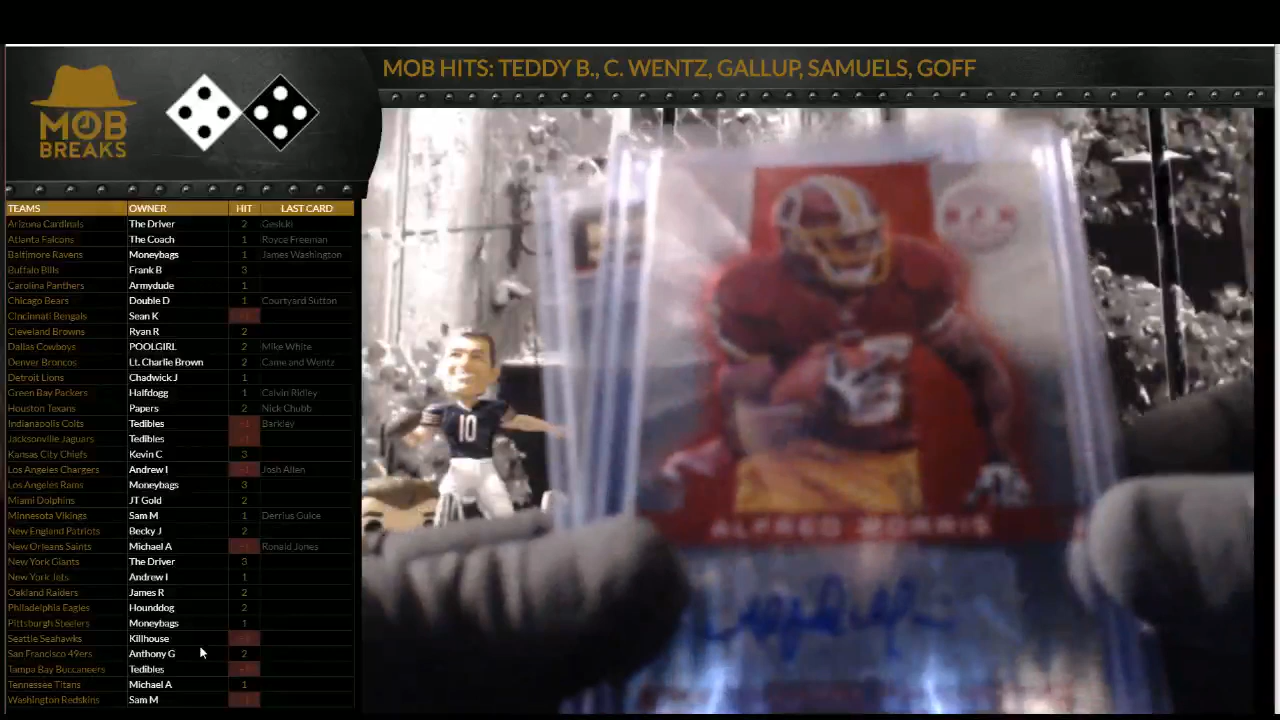 MOB HITS: TEDDY B., C. WENTZ, GALLUP, SAMUELS, GOFF
MOB
BREAKS
TEAMS OWNER HIT LAST CARD
Arizona Cardinals The Driver 2 Gesicki
Atlanta Falcons The Coach 1 Royce Freeman
Baltimore Ravens Moneybags 1 James Washington
Buffalo Bills Frank B 3
Carolina Panthers Armydude 1
Chicago Bears Double D 1 Courtyard Sutton
Cincinnati Bengals Sean K
Cleveland Browns Ryan R 2
Dallas Cowboys POOLGIRL 2 Mike White
Denver Broncos Lt. Charlie Brown 2 Came and Wentz
Detroit Lions Chadwick J 1
Green Bay Packers Halfdogg 1 Calvin Ridley
Houston Texans Papers 2 Nick Chubb
Indianapolis Colts Tedibles Barkley
Jacksonville Jaguars Tedibles
Kansas City Chiefs Kevin C 3
Los Angeles Chargers Andrew I Josh Allen
Los Angeles Rams Moneybags 3
Miami Dolphins JT Gold 2
Minnesota Vikings Sam M 1 Derrius Guice
New England Patriots Becky J 2
New Orleans Saints Michael A Ronald Jones
New York Giants The Driver 3
New York Jets Andrew I 1
Oakland Raiders James R 2
Philadelphia Eagles Hounddog 2
Pittsburgh Steelers Moneybags 1
Seattle Seahawks Killhouse
San Francisco 49ers Anthony G 2
Tampa Bay Buccaneers Tedibles
Tennessee Titans Michael A 1
Washington Redskins Sam M
10
ALFRED MORRIS